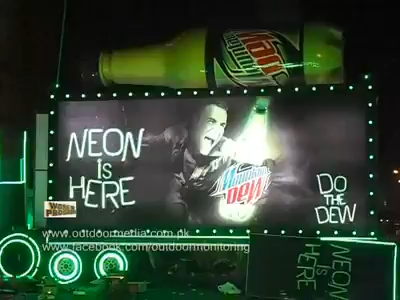 Mountain
Dew
NEON
iS
HERE
Mountain
DEW
DO
THE
DEW
www.outdoormedia.com.pk
www.facebook.com/outdoormonitoring
NEON
iS
HERE